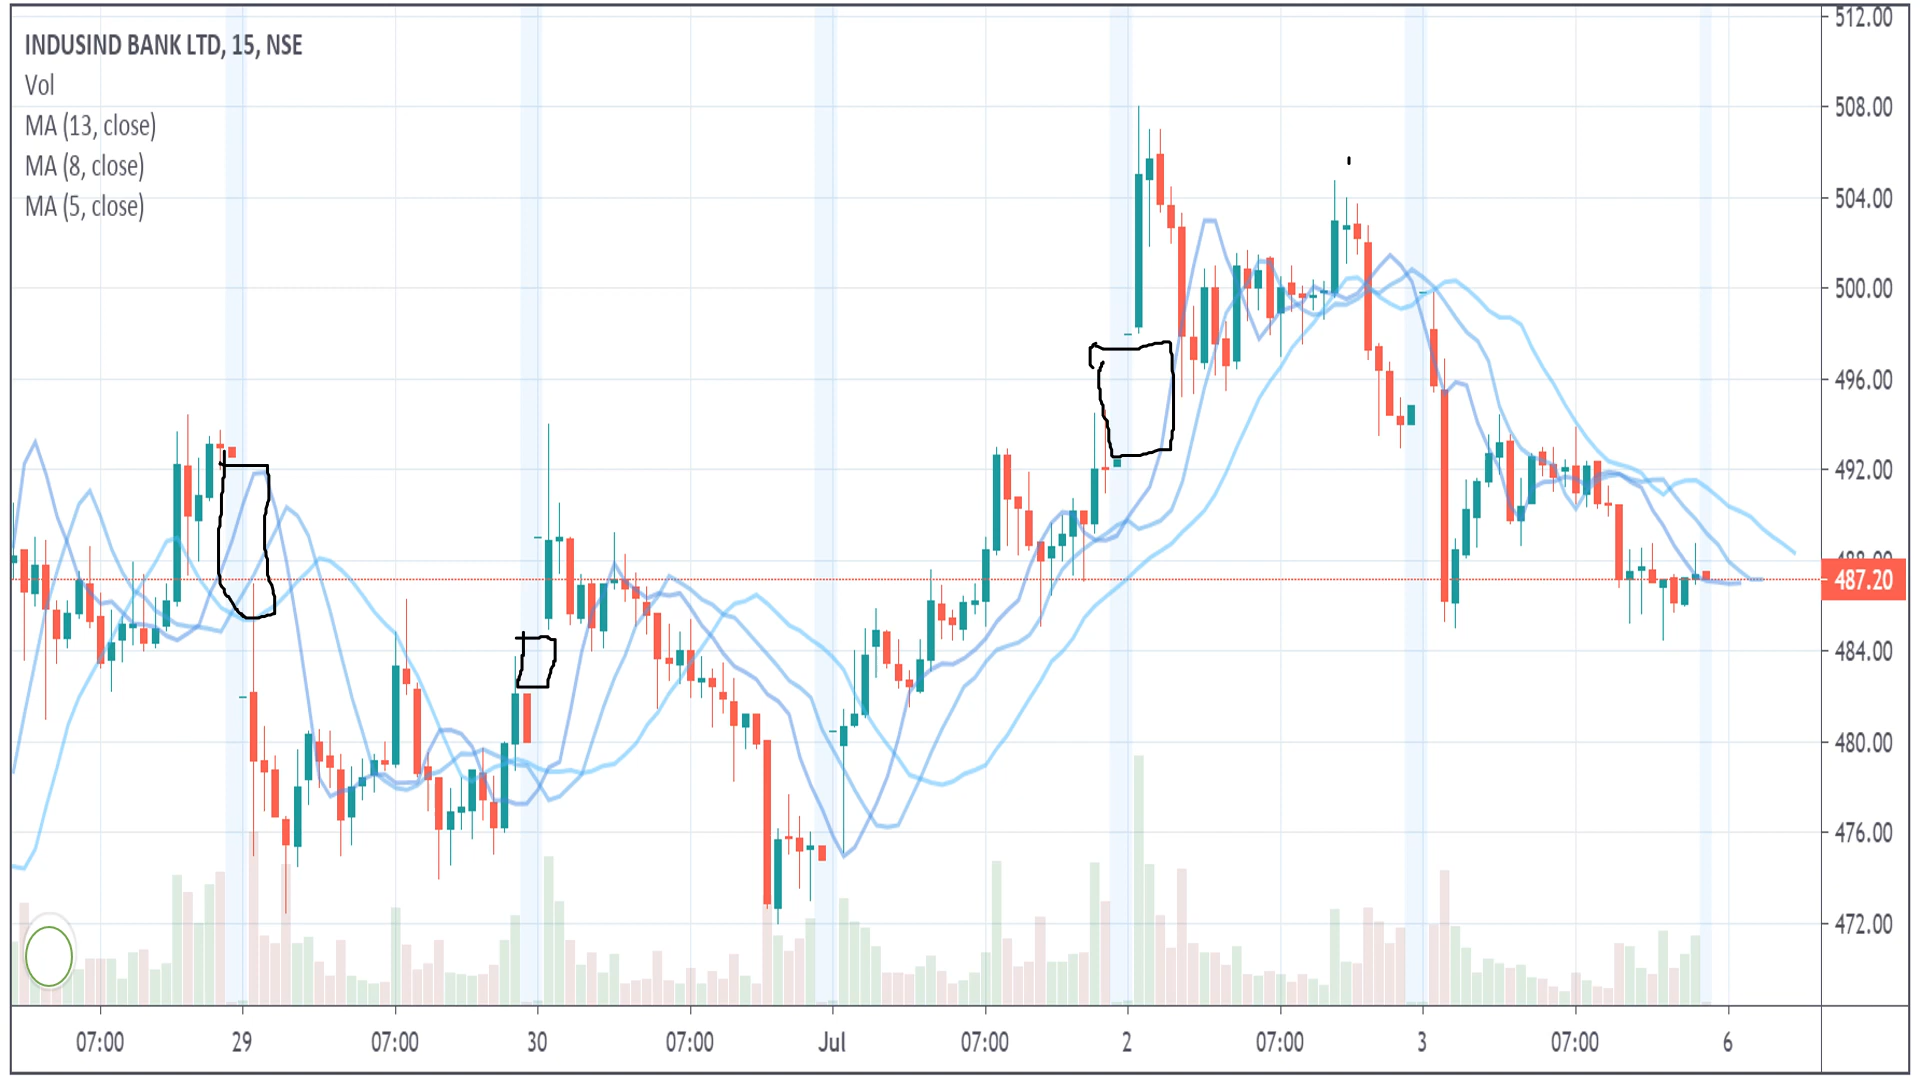 INDUSIND BANK LTD, 15, NSE
Vol
MA (13, close)
MA (8, close)
MA (5, close)
512.00
508.00
504.00
500.00
496.00
492.00
488.00
487.20
484.00
480.00
476.00
472.00
07:00 29 07:00 30 07:00 Jul 07:00 2 07:00 3 07:00 6